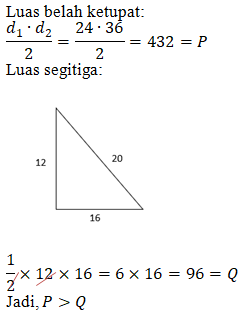 Luas belah ketupat:
d₁ · d₂ / 2 = 24 · 36 / 2 = 432 = P
Luas segitiga:
12
20
16
1/2 × 12 × 16 = 6 × 16 = 96 = Q
Jadi, P > Q